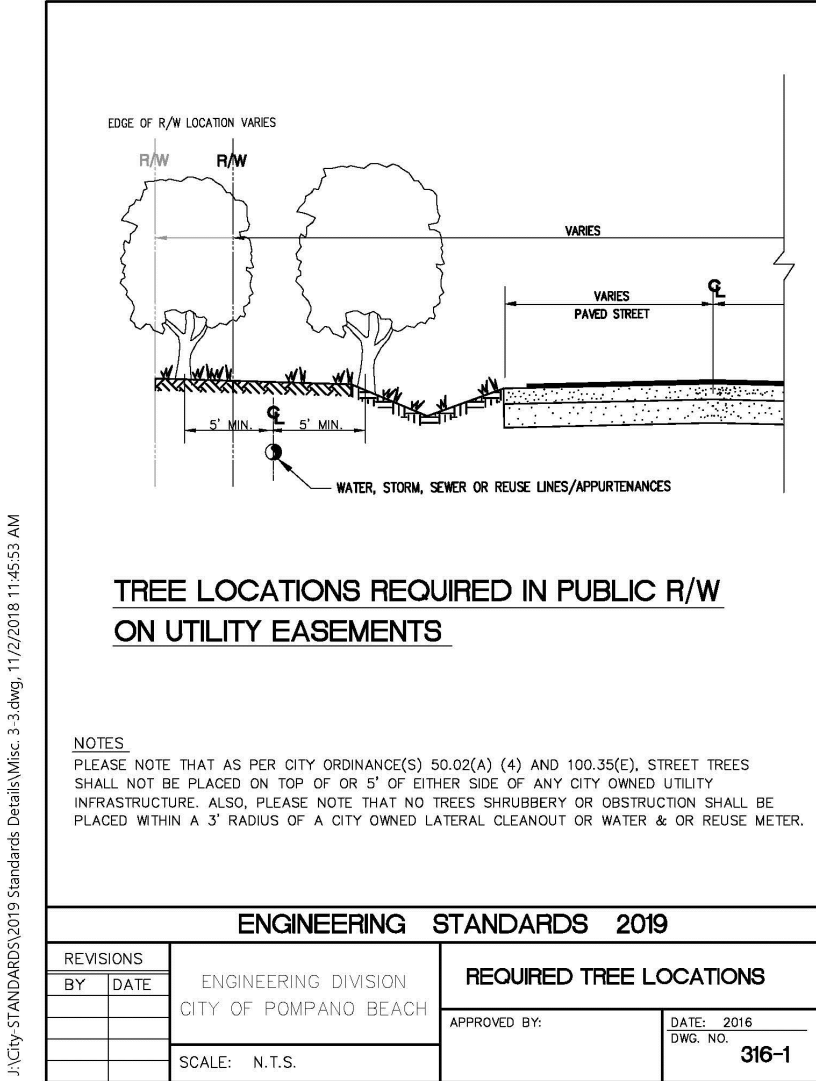 EDGE OF R/W LOCATION VARIES
R/W R/W
VARIES
VARIES
PAVED STREET
CL
CL
5' MIN. 5' MIN.
WATER, STORM, SEWER OR REUSE LINES/APPURTENANCES
TREE LOCATIONS REQUIRED IN PUBLIC R/W
ON UTILITY EASEMENTS
NOTES
PLEASE NOTE THAT AS PER CITY ORDINANCE(S) 50.02(A) (4) AND 100.35(E), STREET TREES
SHALL NOT BE PLACED ON TOP OF OR 5' OF EITHER SIDE OF ANY CITY OWNED UTILITY
INFRASTRUCTURE. ALSO, PLEASE NOTE THAT NO TREES SHRUBBERY OR OBSTRUCTION SHALL BE
PLACED WITHIN A 3' RADIUS OF A CITY OWNED LATERAL CLEANOUT OR WATER & OR REUSE METER.
ENGINEERING STANDARDS 2019
REVISIONS
BY DATE
ENGINEERING DIVISION
CITY OF POMPANO BEACH
SCALE: N.T.S.
REQUIRED TREE LOCATIONS
APPROVED BY:
DATE: 2016
DWG. NO.
316-1
J:\City-STANDARDS\2019 Standards Details\Misc. 3-3.dwg, 11/2/2018 11:45:53 AM